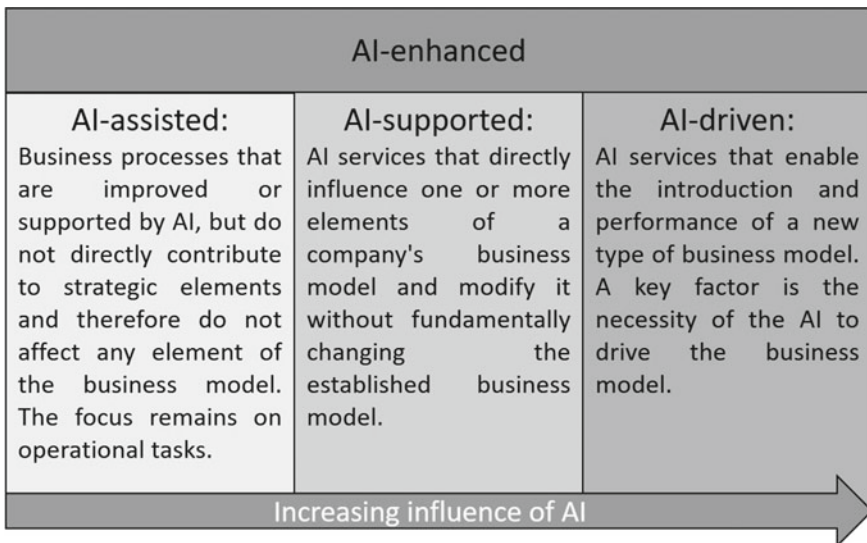 AI-enhanced
AI-assisted:
Business processes that
are improved or
supported by AI, but do
not directly contribute
to strategic elements
and therefore do not
affect any element of
the business model.
The focus remains on
operational tasks.
AI-supported:
AI services that directly
influence one or more
elements of a
company's business
model and modify it
without fundamentally
changing the
established business
model.
AI-driven:
AI services that enable
the introduction and
performance of a new
type of business model.
A key factor is the
necessity of the AI to
drive the business
model.
Increasing influence of AI